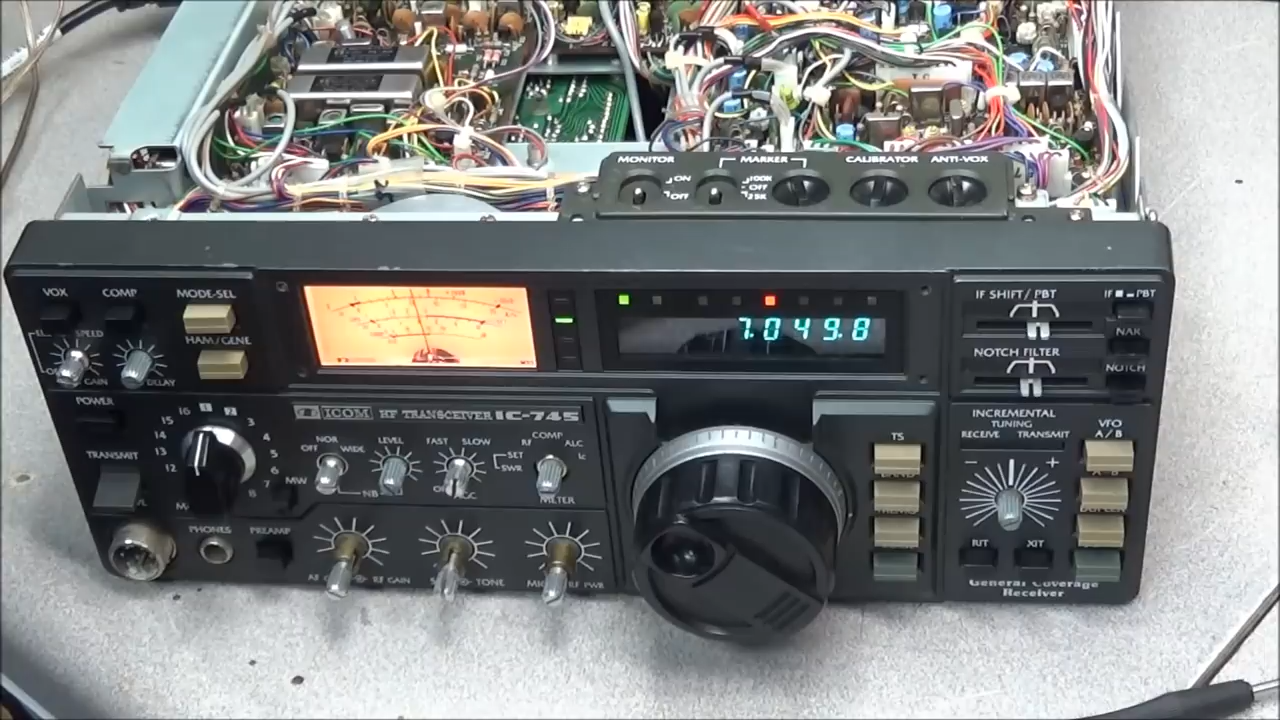 MONITOR
MARKER
CALIBRATOR
ANTI-VOX
ON
OFF
100K
OFF
25K
VOX
COMP
MODE-SEL
HAM/GENE
SPEED
GAIN
DELAY
POWER
TRANSMIT
16 1 2
15 3
14 4
13 5
12 6
7
8
MW
PHONES
PREAMP
ICOM HF TRANSCEIVER IC-745
NOR
OFF WIDE
NB
LEVEL
FAST SLOW
COMP
RF ALC
SET Ic
SWR
METER
RF GAIN
TONE
RF PWR
7.049.8
IF SHIFT/PBT
IF PBT
NAR
NOTCH FILTER
NOTCH
INCREMENTAL
TUNING
RECEIVE TRANSMIT
- +
RIT
XIT
VFO
A/B
TS
General Coverage
Receiver